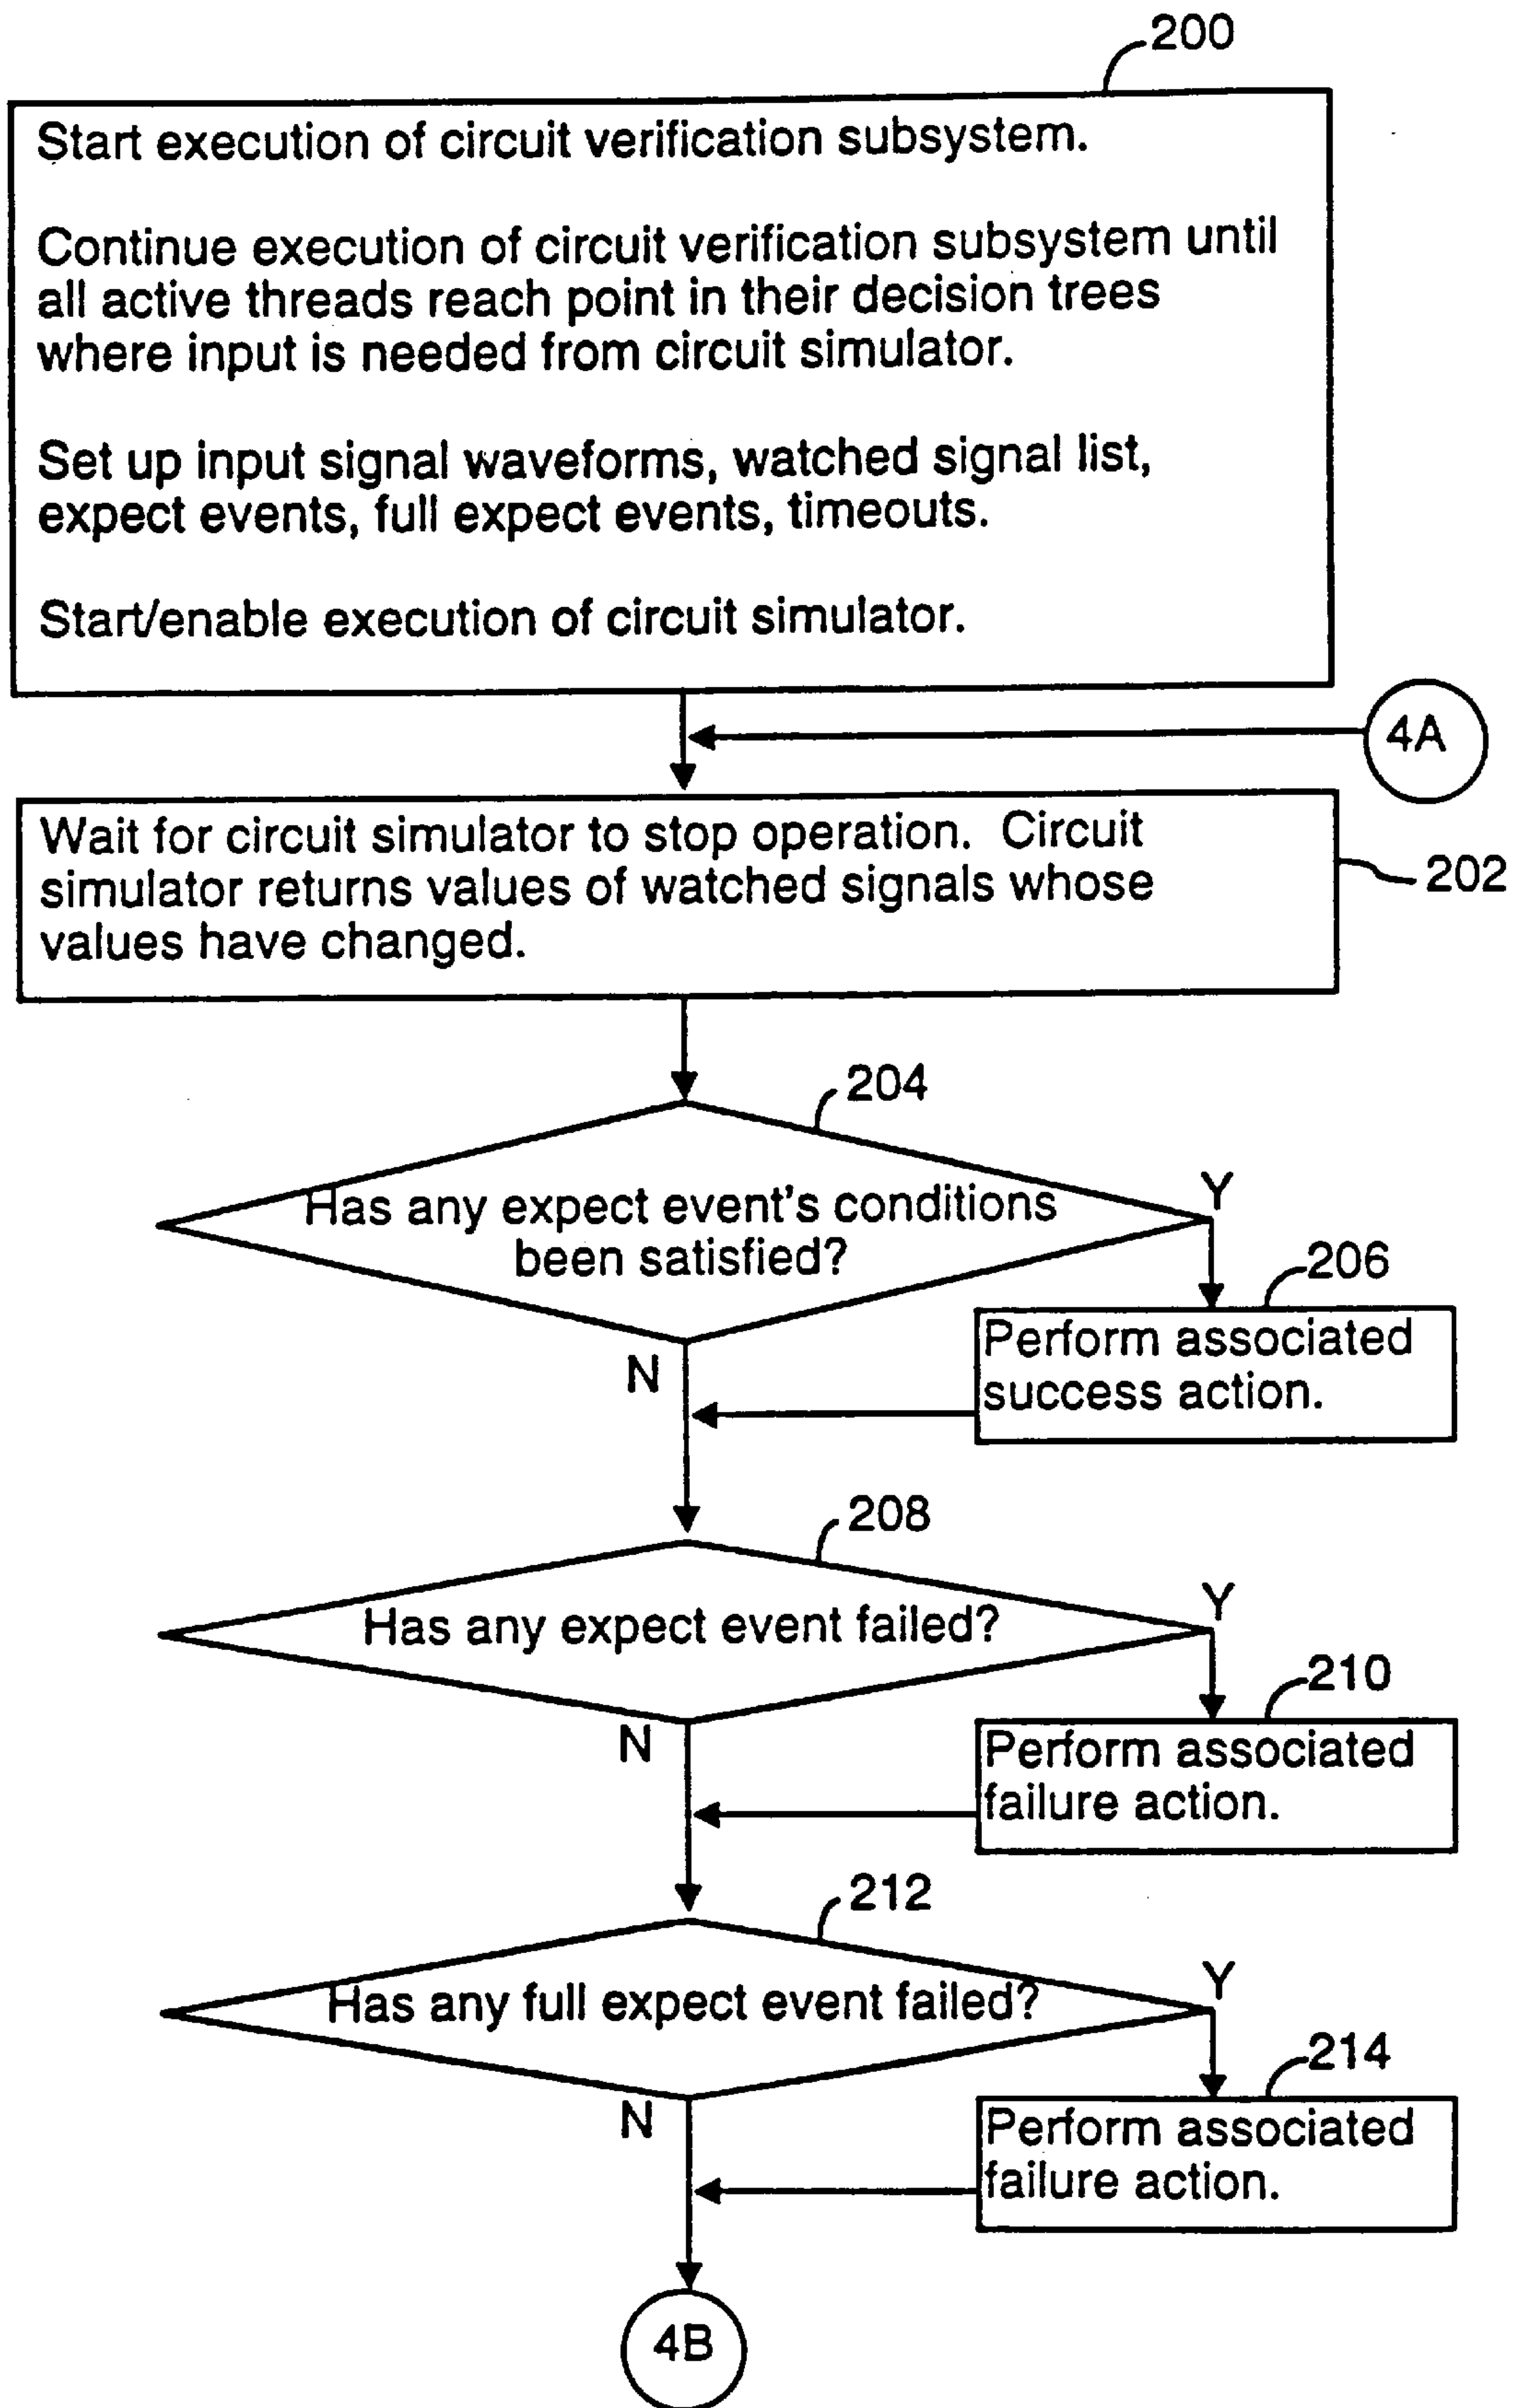 200
Start execution of circuit verification subsystem.
Continue execution of circuit verification subsystem until
all active threads reach point in their decision trees
where input is needed from circuit simulator.
Set up input signal waveforms, watched signal list,
expect events, full expect events, timeouts.
Start/enable execution of circuit simulator.
4A
Wait for circuit simulator to stop operation. Circuit
simulator returns values of watched signals whose
values have changed.
202
204
Has any expect event's conditions
been satisfied?
Y
206
Perform associated
success action.
N
208
Has any expect event failed?
Y
210
Perform associated
failure action.
N
212
Has any full expect event failed?
Y
214
Perform associated
failure action.
N
4B